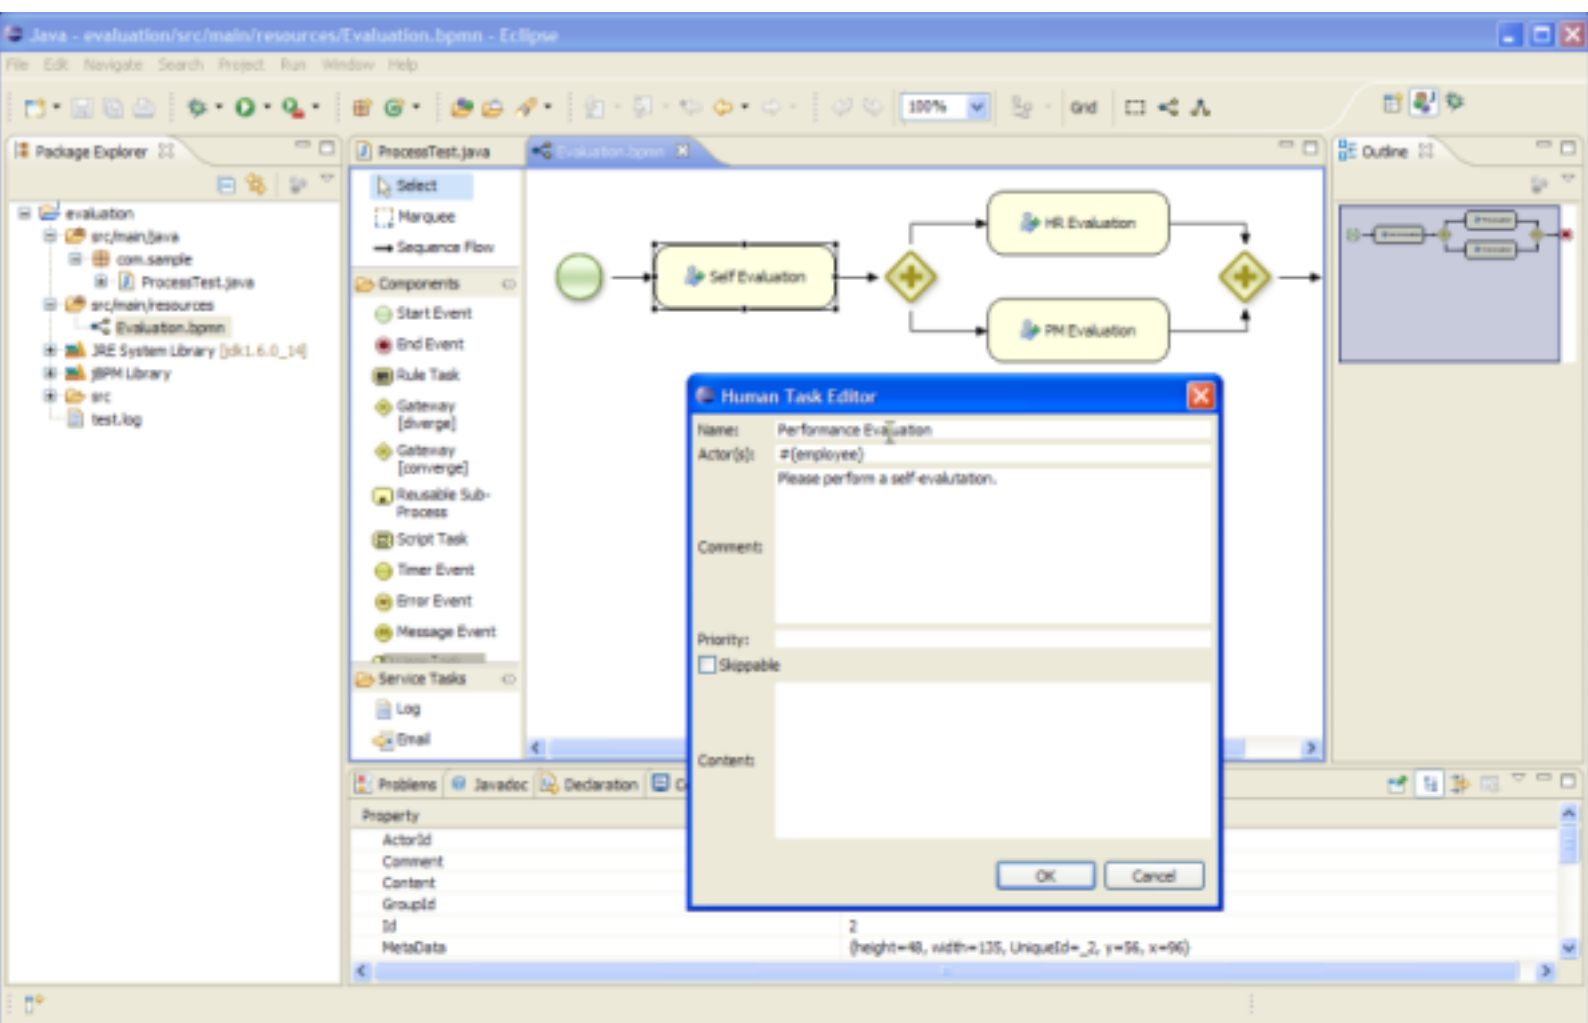 Java - evaluation/src/main/resources/Evaluation.bpmn - Eclipse
File Edit Navigate Search Project Run Window Help
100%
Grid
Package Explorer
ProcessTest.java
Evaluation.bpmn
Outline
evaluation
src/main/java
com.sample
ProcessTest.java
src/main/resources
Evaluation.bpmn
JRE System Library [jdk1.6.0_14]
jBPM Library
src
test.log
Select
Marquee
Sequence Flow
Components
Start Event
End Event
Rule Task
Gateway
[diverge]
Gateway
[converge]
Reusable Sub-
Process
Script Task
Timer Event
Error Event
Message Event
Service Tasks
Log
Email
Self Evaluation
HR Evaluation
PM Evaluation
Human Task Editor
Name: Performance Evaluation
Actor(s): #{employee}
Comment: Please perform a self-evalutation.
Priority:
Skippable
Content:
OK
Cancel
Problems
Javadoc
Declaration
Property
ActorId
Comment
Content
GroupId
Id 2
MetaData {height=48, width=135, UniqueId=_2, y=56, x=96}